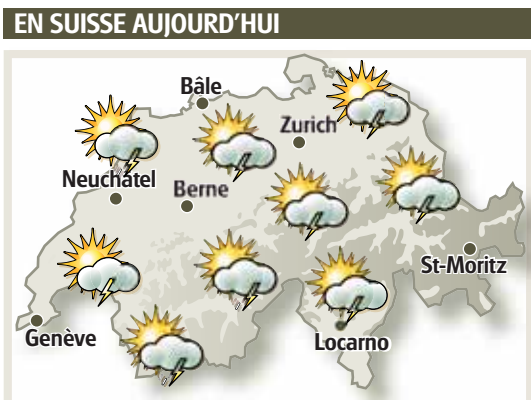 EN SUISSE AUJOURD’HUI
Bâle
Zurich
Neuchâtel
Berne
St-Moritz
Genève
Locarno